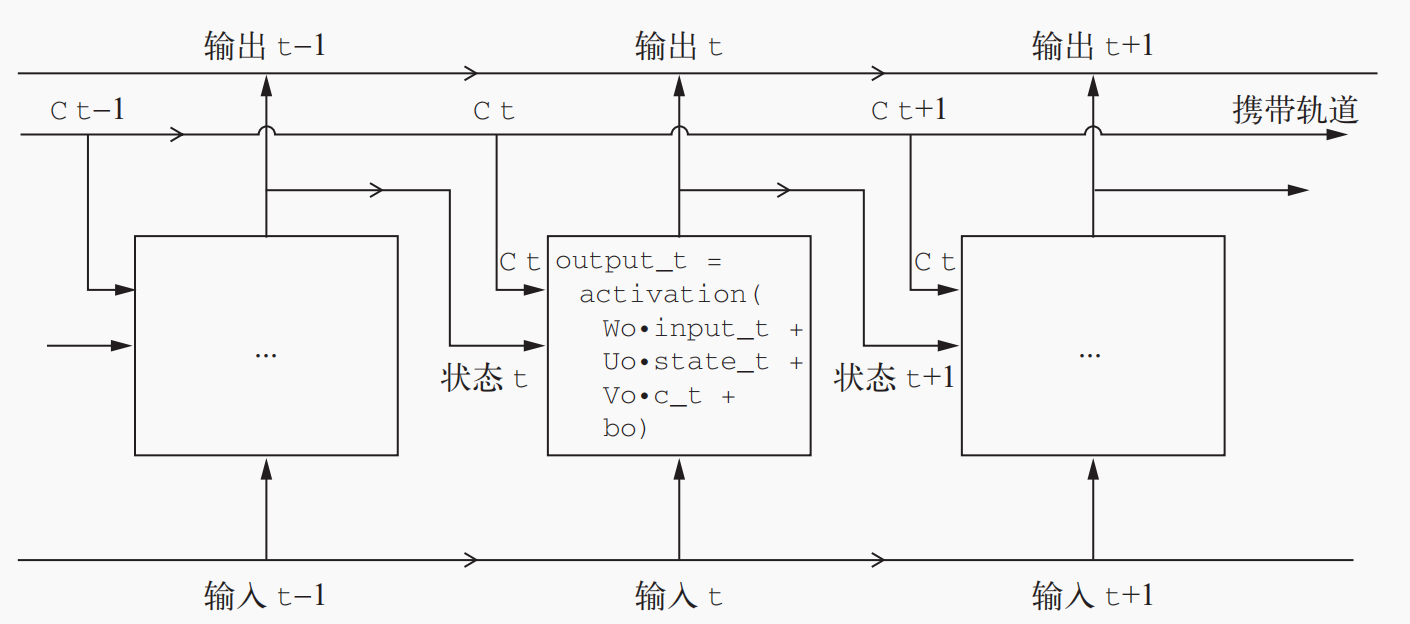 输出 t–1
输出 t
输出 t+1
C t–1
C t
C t+1
携带轨道
C t
output_t =
activation(
Wo•input_t +
Uo•state_t +
Vo•c_t +
bo)
C t
...
...
状态 t
状态 t+1
输入 t–1
输入 t
输入 t+1